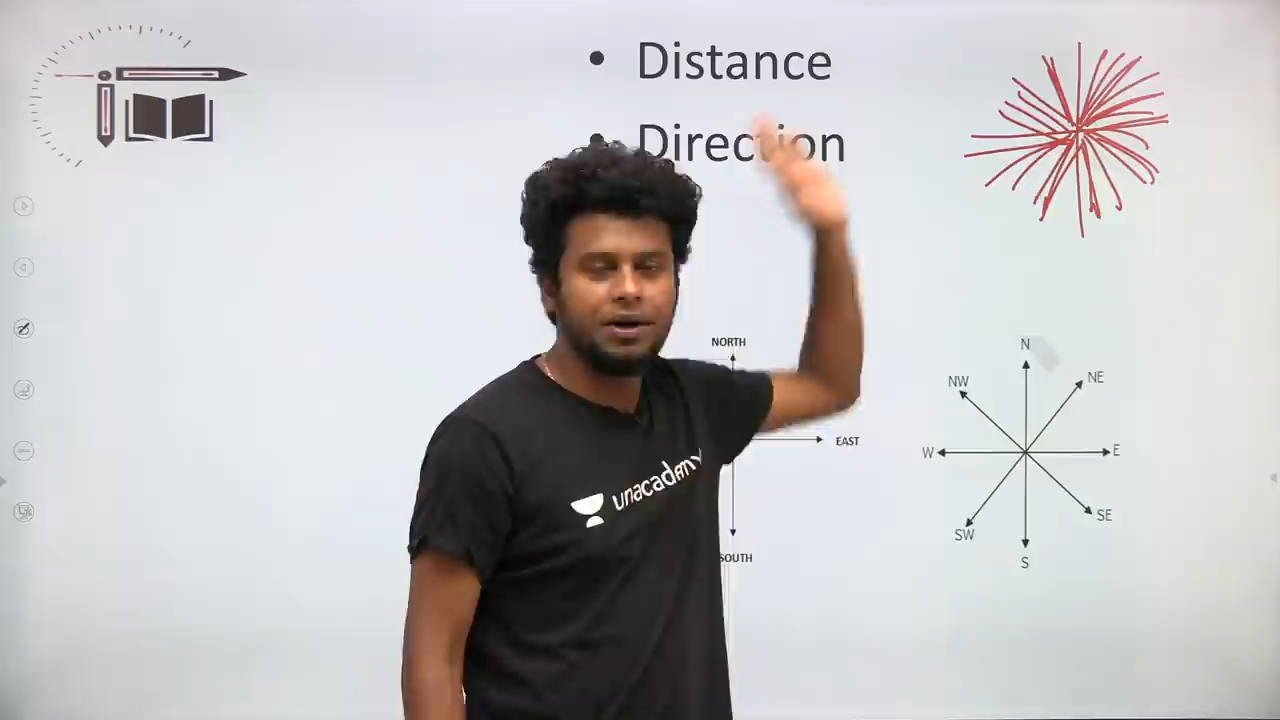 • Distance
• Direction
NORTH
EAST
SOUTH
N
NW
NE
W
E
SW
SE
S
unacademy